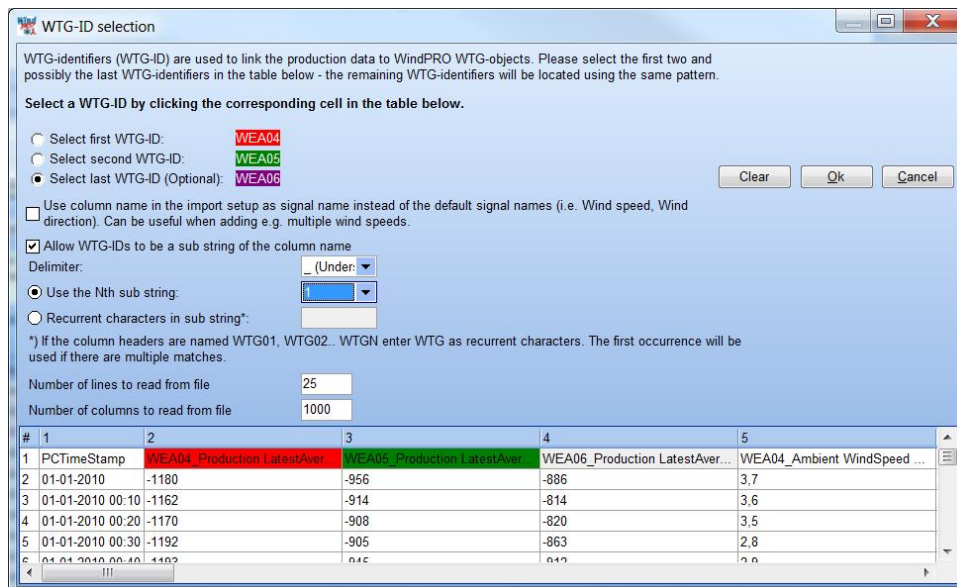 WTG-ID selection
WTG-identifiers (WTG-ID) are used to link the production data to WindPRO WTG-objects. Please select the first two and
possibly the last WTG-identifiers in the table below - the remaining WTG-identifiers will be located using the same pattern.
Select a WTG-ID by clicking the corresponding cell in the table below.
Select first WTG-ID: WEA04
Select second WTG-ID: WEA05
Select last WTG-ID (Optional): WEA06
Clear Ok Cancel
Use column name in the import setup as signal name instead of the default signal names (i.e. Wind speed, Wind
direction). Can be useful when adding e.g. multiple wind speeds.
Allow WTG-IDs to be a sub string of the column name
Delimiter: _ (Under:
Use the Nth sub string: 1
Recurrent characters in sub string*:
*) If the column headers are named WTG01, WTG02.. WTGN enter WTG as recurrent characters. The first occurrence will be
used if there are multiple matches.
Number of lines to read from file 25
Number of columns to read from file 1000
# 1 2 3 4 5
1 PCTimeStamp WEA04_Production LatestAver... WEA05_Production LatestAver... WEA06_Production LatestAver... WEA04_Ambient WindSpeed ...
2 01-01-2010 -1180 -956 -886 3,7
3 01-01-2010 00:10 -1162 -914 -814 3,6
4 01-01-2010 00:20 -1170 -908 -820 3,5
5 01-01-2010 00:30 -1192 -905 -863 2,8